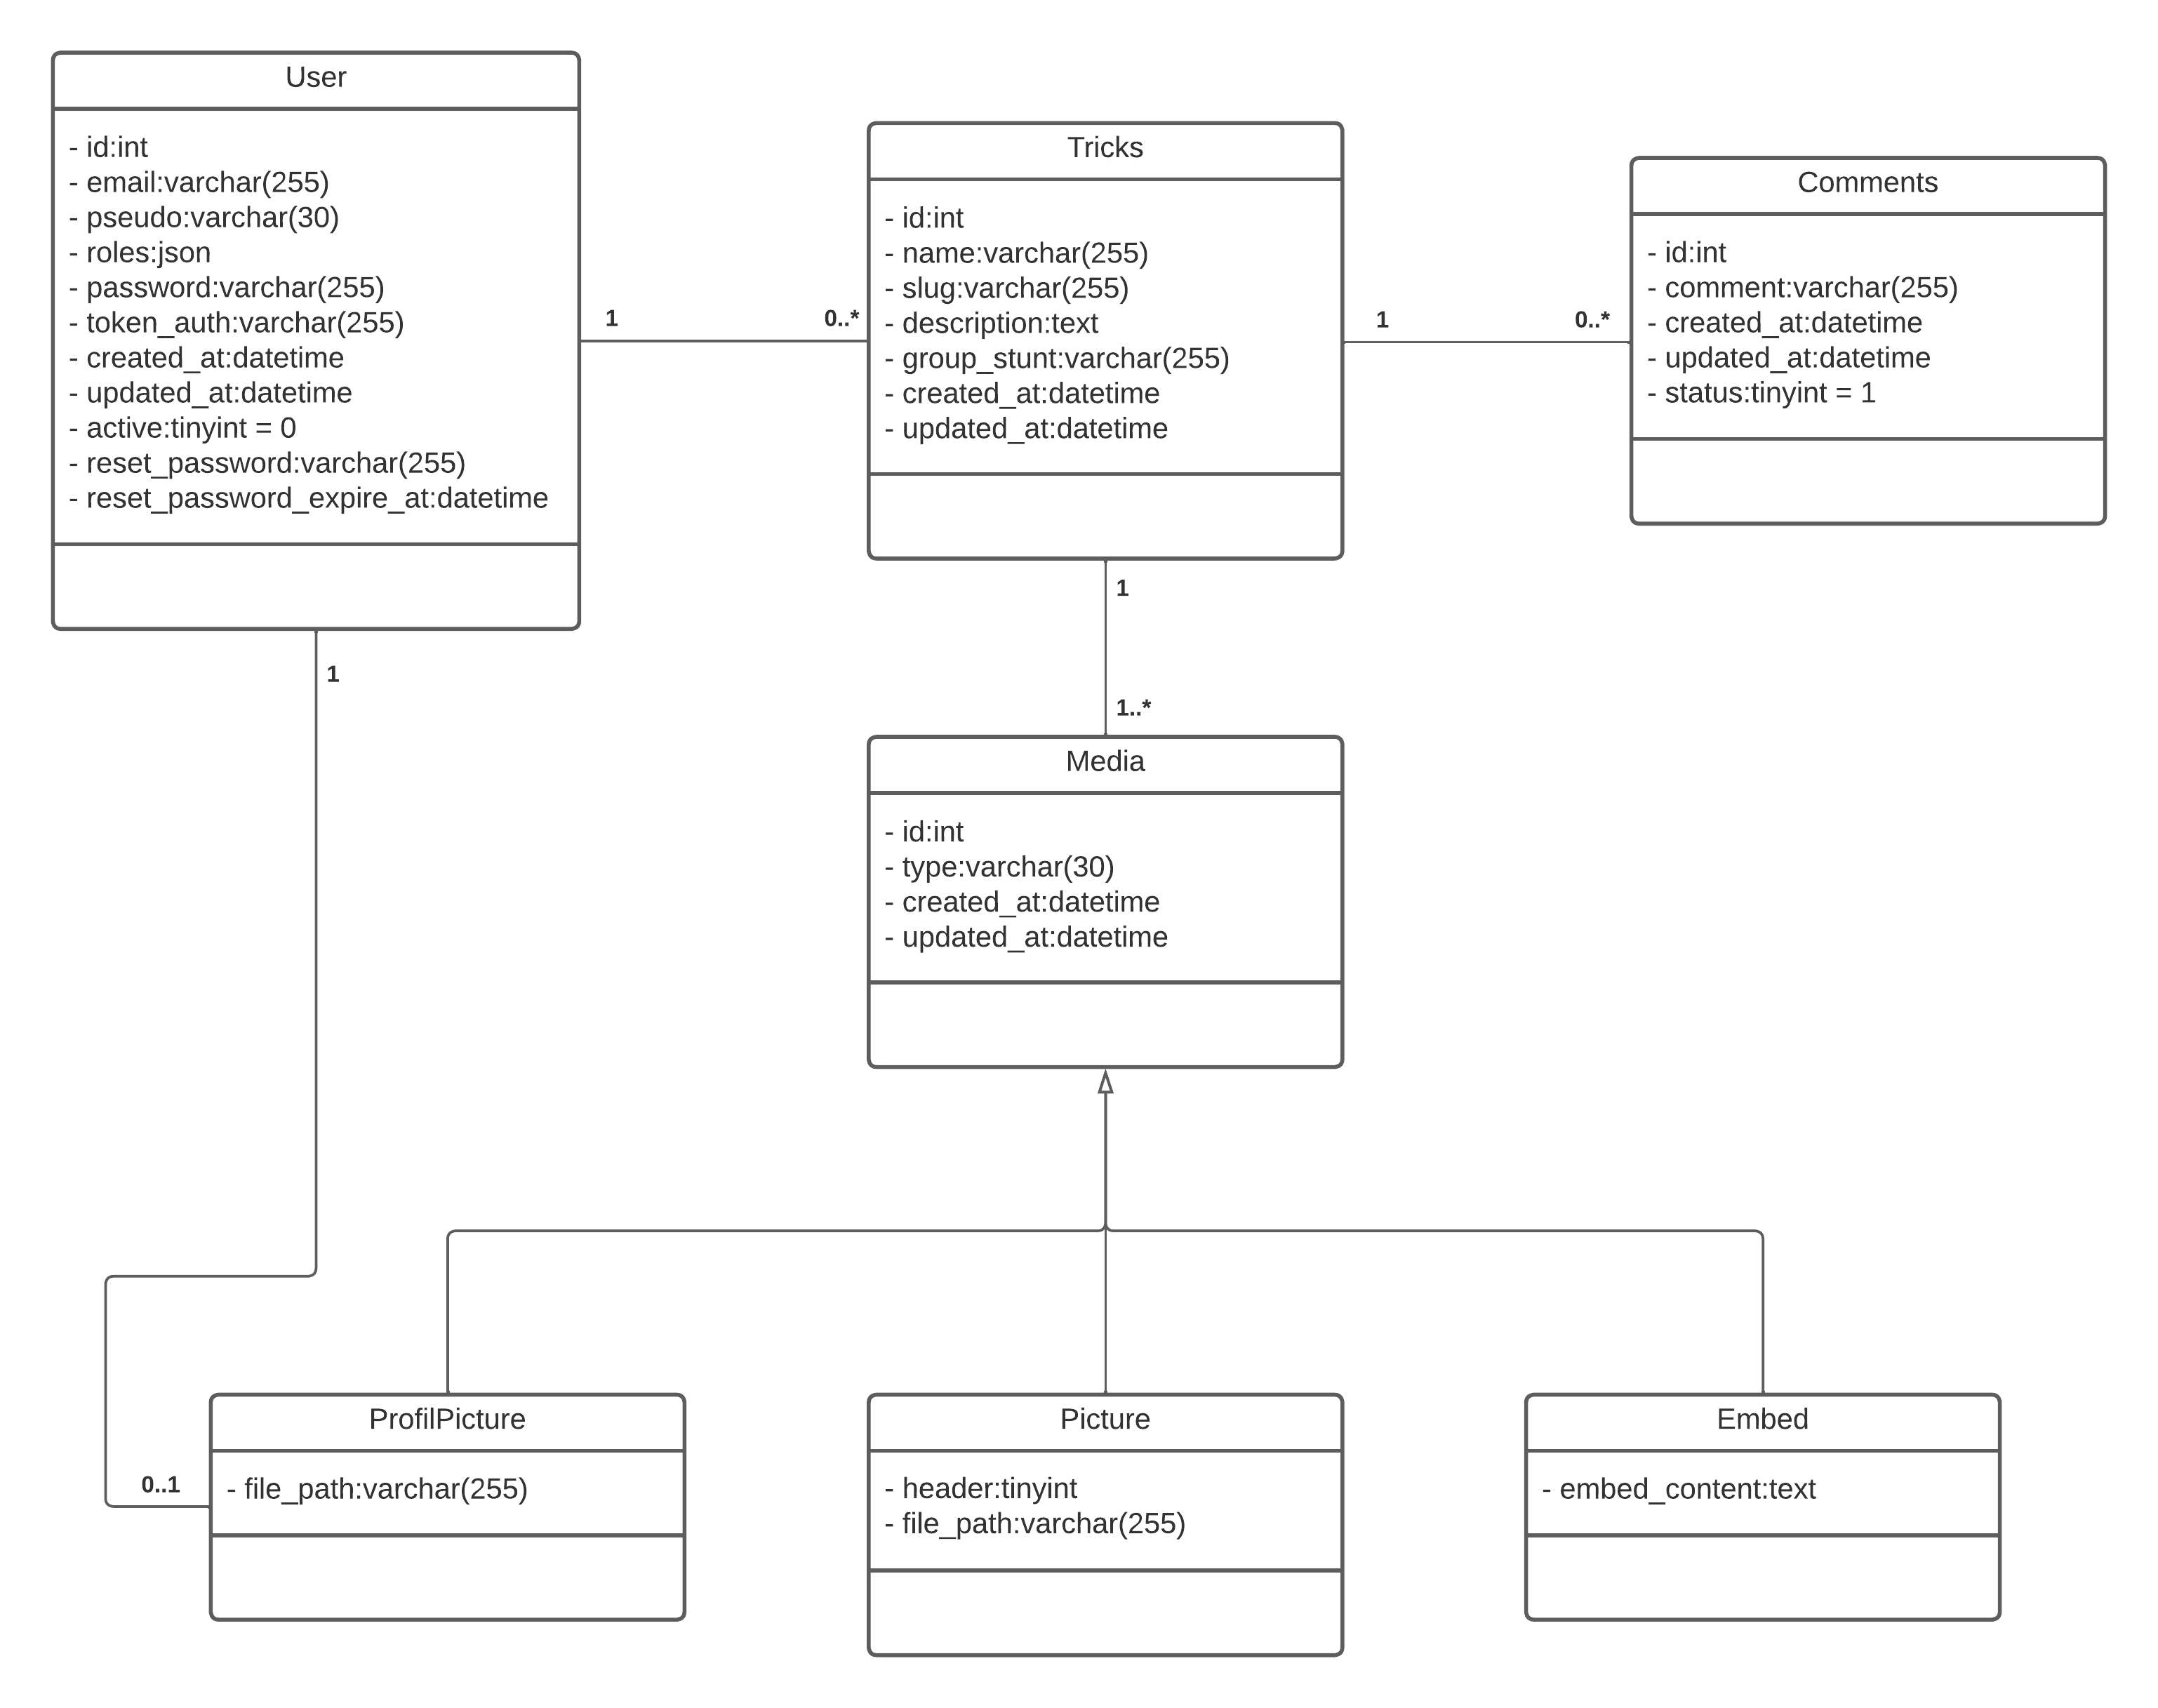 User
- id:int
- email:varchar(255)
- pseudo:varchar(30)
- roles:json
- password:varchar(255)
- token_auth:varchar(255)
- created_at:datetime
- updated_at:datetime
- active:tinyint = 0
- reset_password:varchar(255)
- reset_password_expire_at:datetime
1
0..*
Tricks
- id:int
- name:varchar(255)
- slug:varchar(255)
- description:text
- group_stunt:varchar(255)
- created_at:datetime
- updated_at:datetime
1
0..*
Comments
- id:int
- comment:varchar(255)
- created_at:datetime
- updated_at:datetime
- status:tinyint = 1
1
1
1..*
Media
- id:int
- type:varchar(30)
- created_at:datetime
- updated_at:datetime
0..1
ProfilPicture
- file_path:varchar(255)
Picture
- header:tinyint
- file_path:varchar(255)
Embed
- embed_content:text